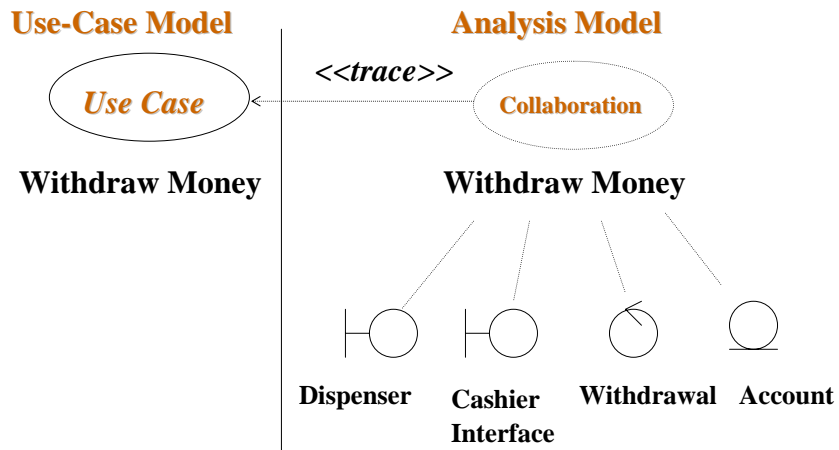 Use-Case Model
Analysis Model
<<trace>>
Use Case
Collaboration
Withdraw Money
Withdraw Money
Dispenser
Cashier
Interface
Withdrawal
Account